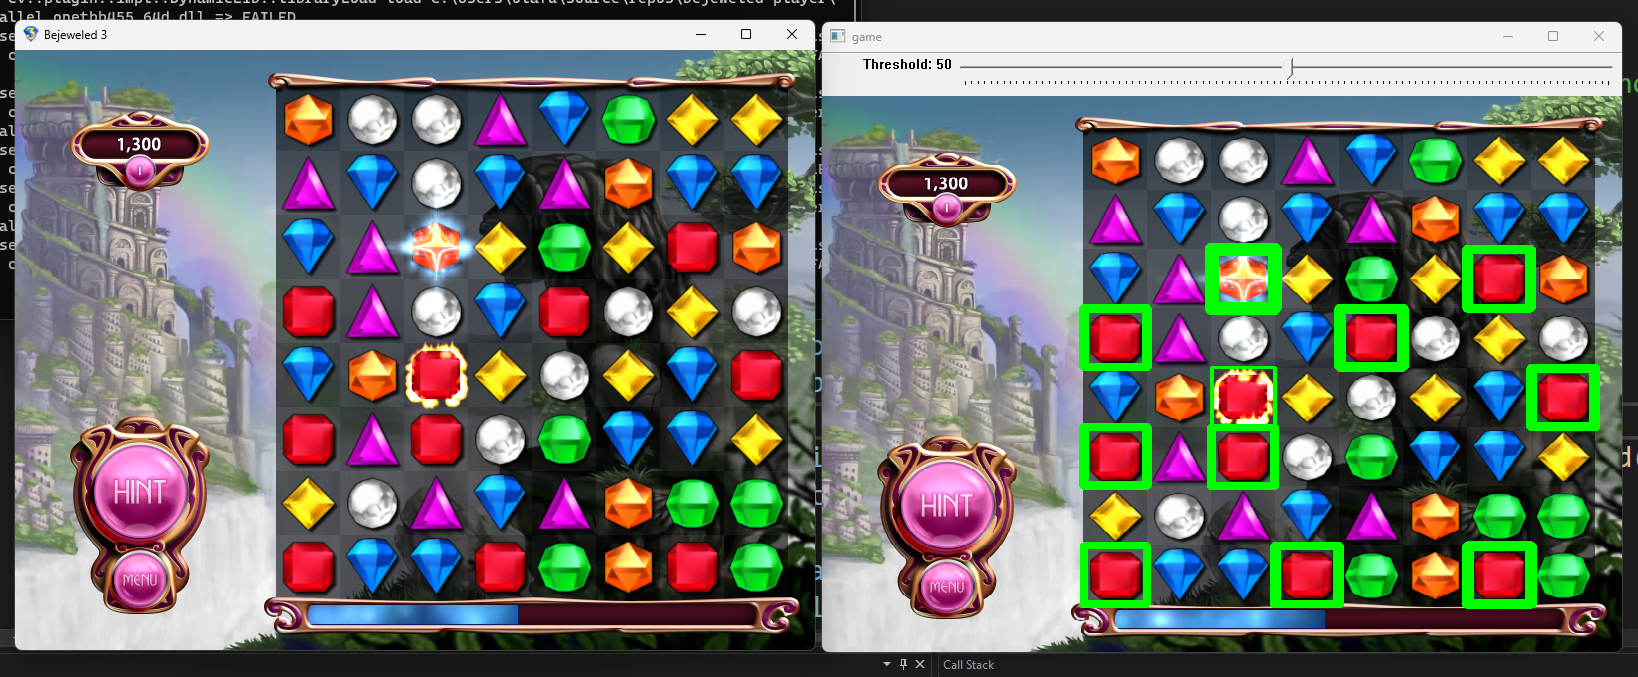 Bejeweled 3
1,300
I
HINT
MENU
game
Threshold: 50
1,300
I
HINT
MENU
Call Stack